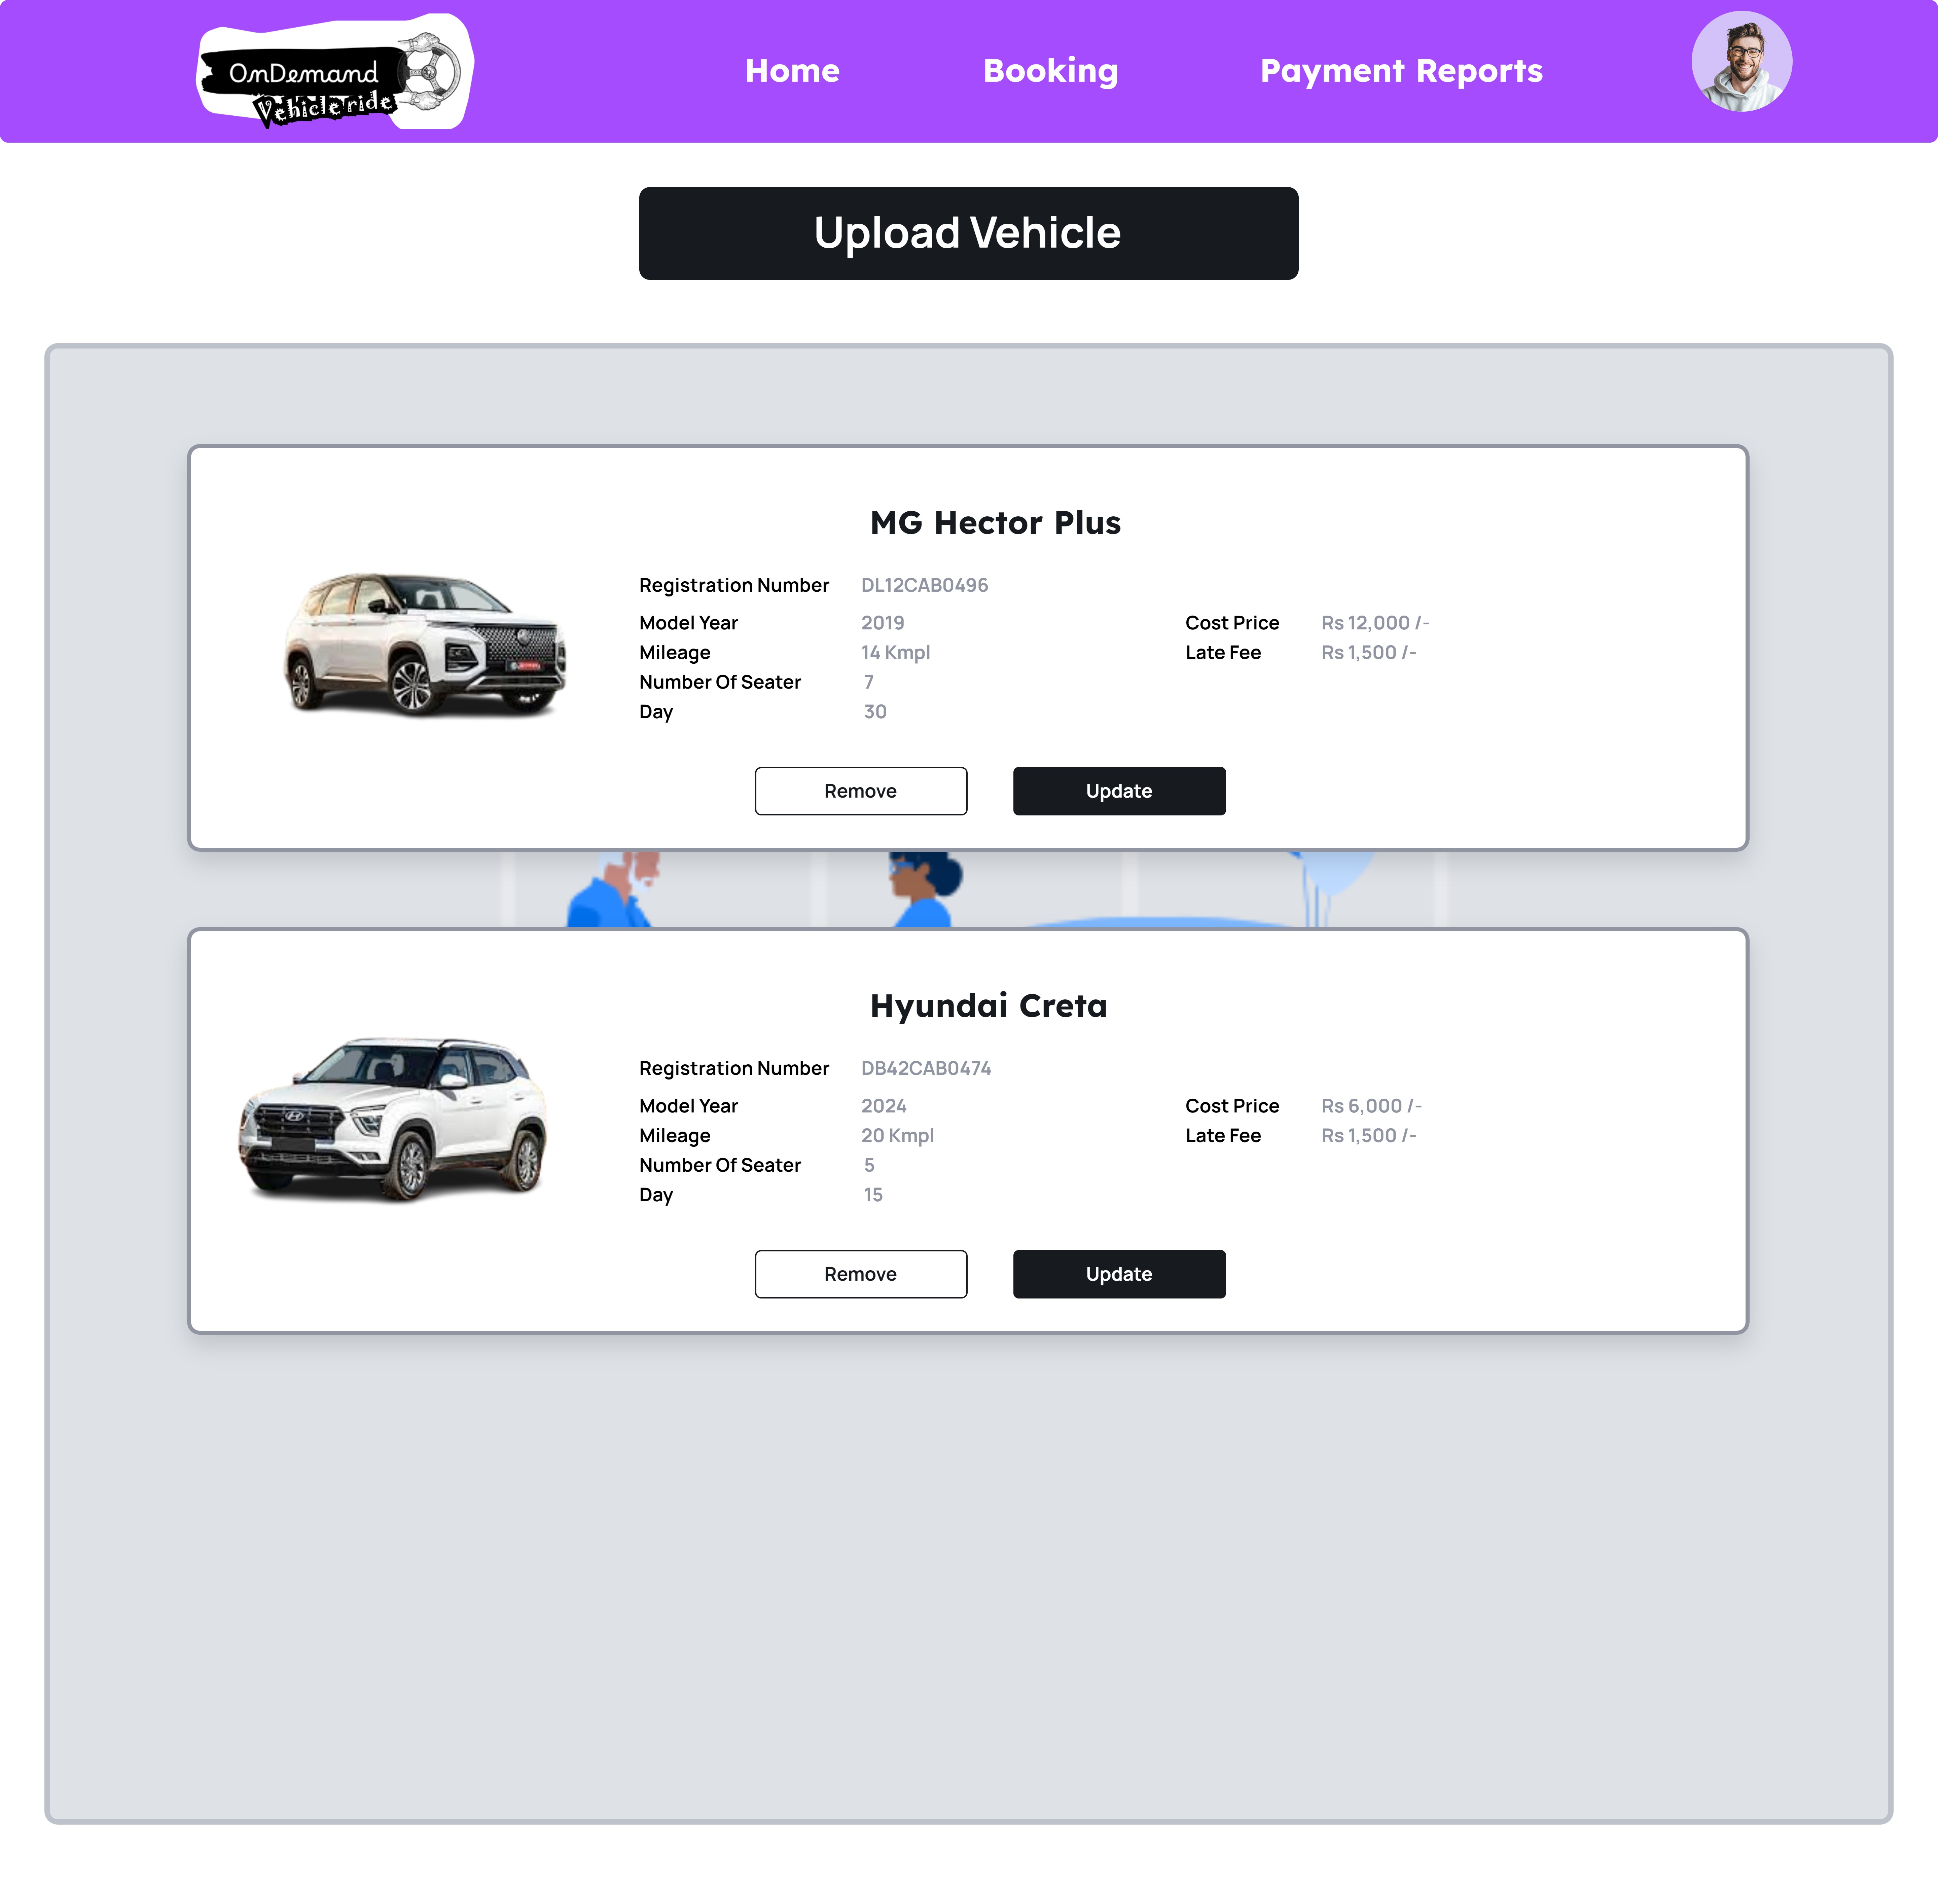 OnDemand
Vehicleride
Home Booking Payment Reports
Upload Vehicle
MG Hector Plus
Registration Number DL12CAB0496
Model Year 2019 Cost Price Rs 12,000 /-
Mileage 14 Kmpl Late Fee Rs 1,500 /-
Number Of Seater 7
Day 30
Remove Update
Hyundai Creta
Registration Number DB42CAB0474
Model Year 2024 Cost Price Rs 6,000 /-
Mileage 20 Kmpl Late Fee Rs 1,500 /-
Number Of Seater 5
Day 15
Remove Update